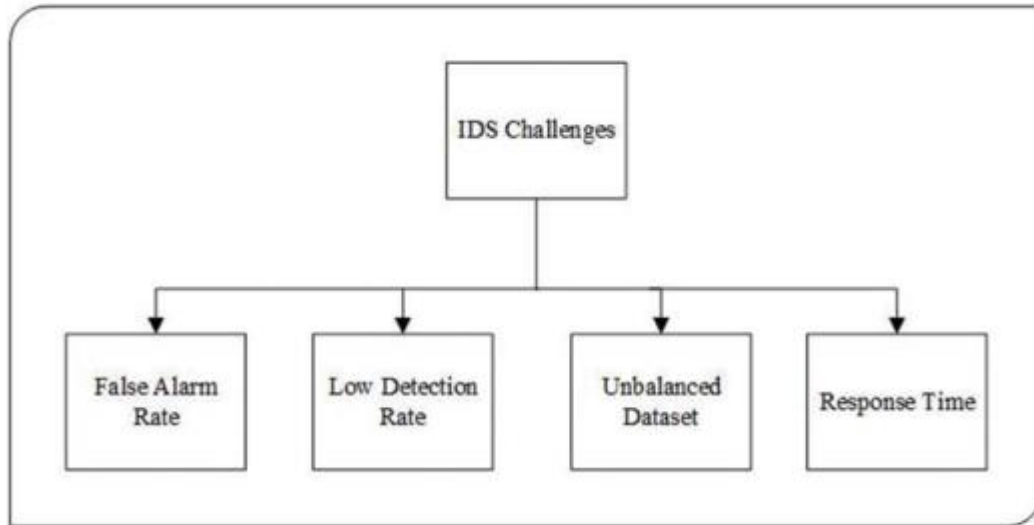 IDS Challenges
False Alarm
Rate
Low Detection
Rate
Unbalanced
Dataset
Response Time